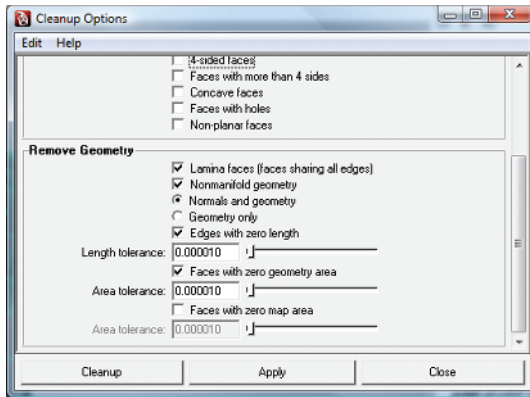 Cleanup Options
Edit Help
4-sided faces
Faces with more than 4 sides
Concave faces
Faces with holes
Non-planar faces
Remove Geometry
Lamina faces (faces sharing all edges)
Nonmanifold geometry
Normals and geometry
Geometry only
Edges with zero length
Length tolerance: 0.000010
Faces with zero geometry area
Area tolerance: 0.000010
Faces with zero map area
Area tolerance: 0.000010
Cleanup Apply Close